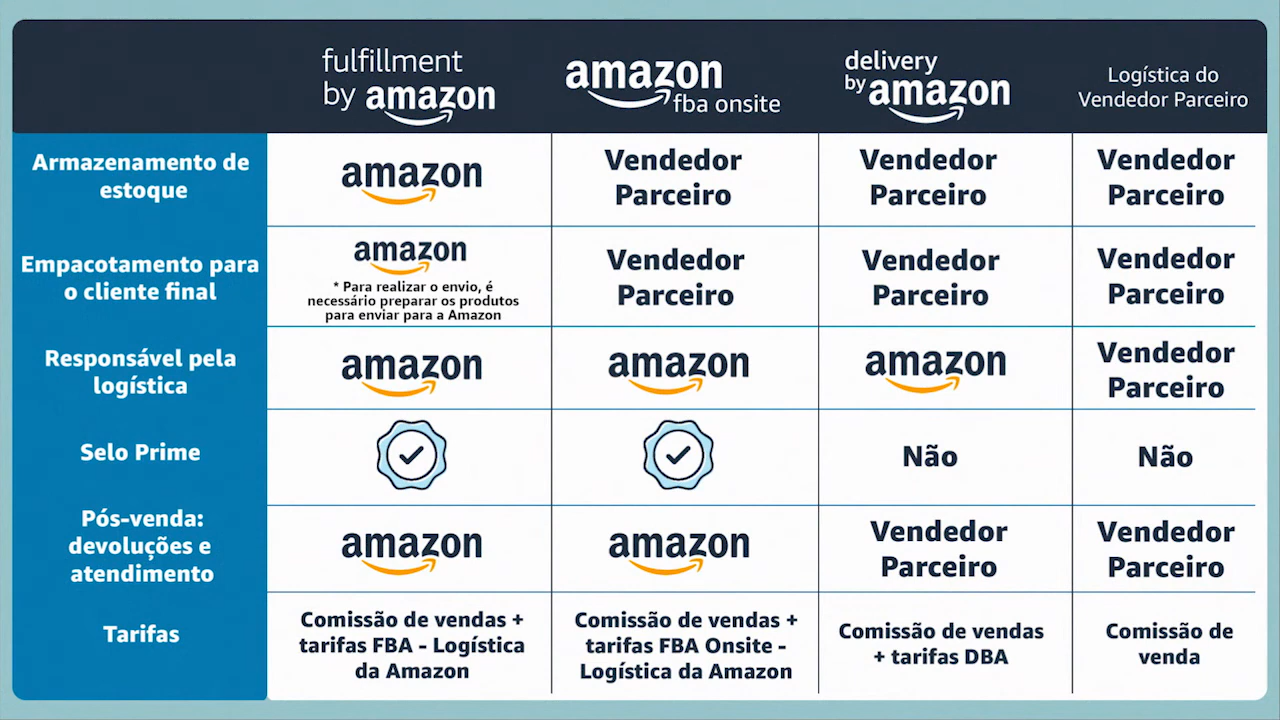 fulfillment
by amazon
amazon
fba onsite
delivery
by amazon
Logística do
Vendedor Parceiro
Armazenamento de
estoque
amazon
Vendedor
Parceiro
Vendedor
Parceiro
Vendedor
Parceiro
Empacotamento para
o cliente final
amazon
* Para realizar o envio, é
necessário preparar os produtos
para enviar para a Amazon
Vendedor
Parceiro
Vendedor
Parceiro
Vendedor
Parceiro
Responsável pela
logística
amazon
amazon
amazon
Vendedor
Parceiro
Selo Prime
Não
Não
Pós-venda:
devoluções e
atendimento
amazon
amazon
Vendedor
Parceiro
Vendedor
Parceiro
Tarifas
Comissão de vendas +
tarifas FBA - Logística
da Amazon
Comissão de vendas +
tarifas FBA Onsite -
Logística da Amazon
Comissão de vendas
+ tarifas DBA
Comissão de
venda